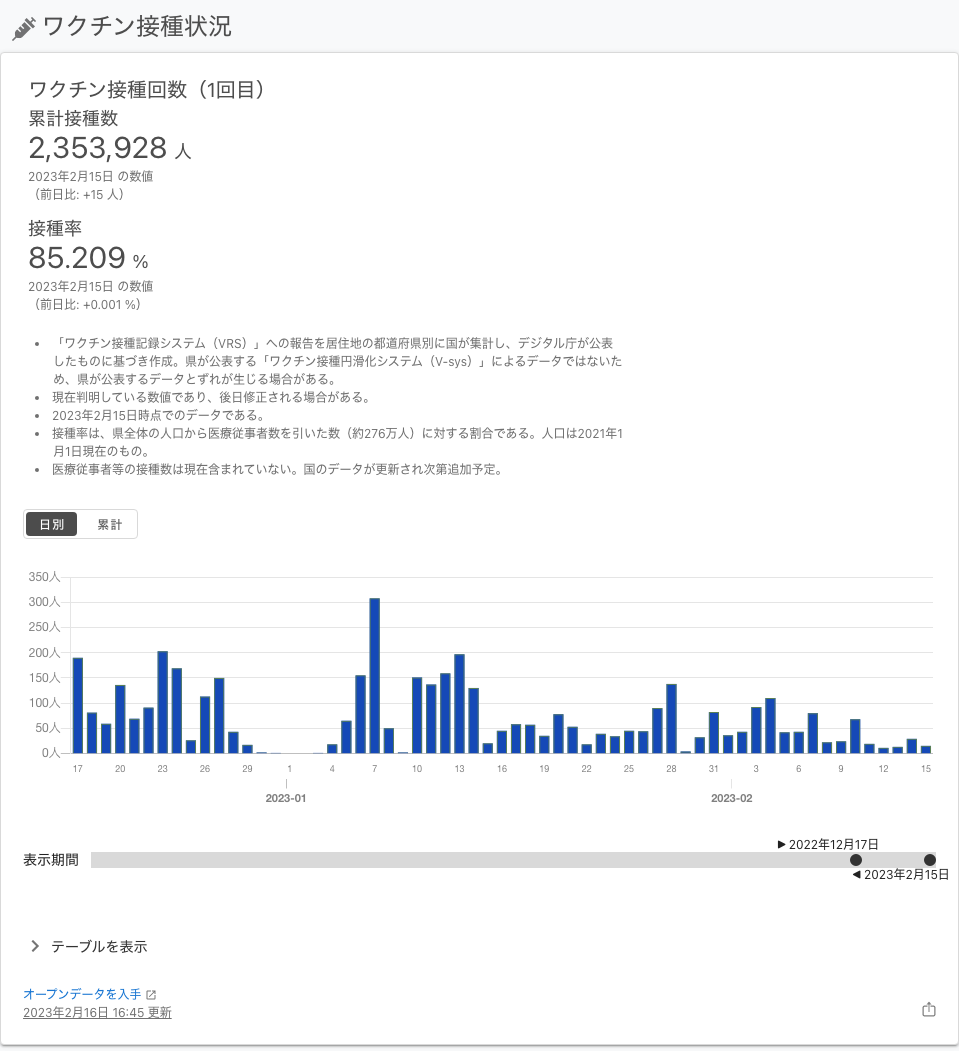 ワクチン接種状況
ワクチン接種回数（1回目）
累計接種数
2,353,928 人
2023年2月15日 の数値
（前日比: +15 人）
接種率
85.209 %
2023年2月15日 の数値
（前日比: +0.001 %）
• 「ワクチン接種記録システム（VRS）」への報告を居住地の都道府県別に国が集計し、デジタル庁が公表
したものに基づき作成。県が公表する「ワクチン接種円滑化システム（V-sys）」によるデータではないた
め、県が公表するデータとずれが生じる場合がある。
• 現在判明している数値であり、後日修正される場合がある。
• 2023年2月15日時点でのデータである。
• 接種率は、県全体の人口から医療従事者数を引いた数（約276万人）に対する割合である。人口は2021年1
月1日現在のもの。
• 医療従事者等の接種数は現在含まれていない。国のデータが更新され次第追加予定。
日別 累計
350人
300人
250人
200人
150人
100人
50人
0人
17 20 23 26 29 1 4 7 10 13 16 19 22 25 28 31 3 6 9 12 15
2023-01 2023-02
▶ 2022年12月17日
表示期間
◀ 2023年2月15日
テーブルを表示
オープンデータを入手
2023年2月16日 16:45 更新